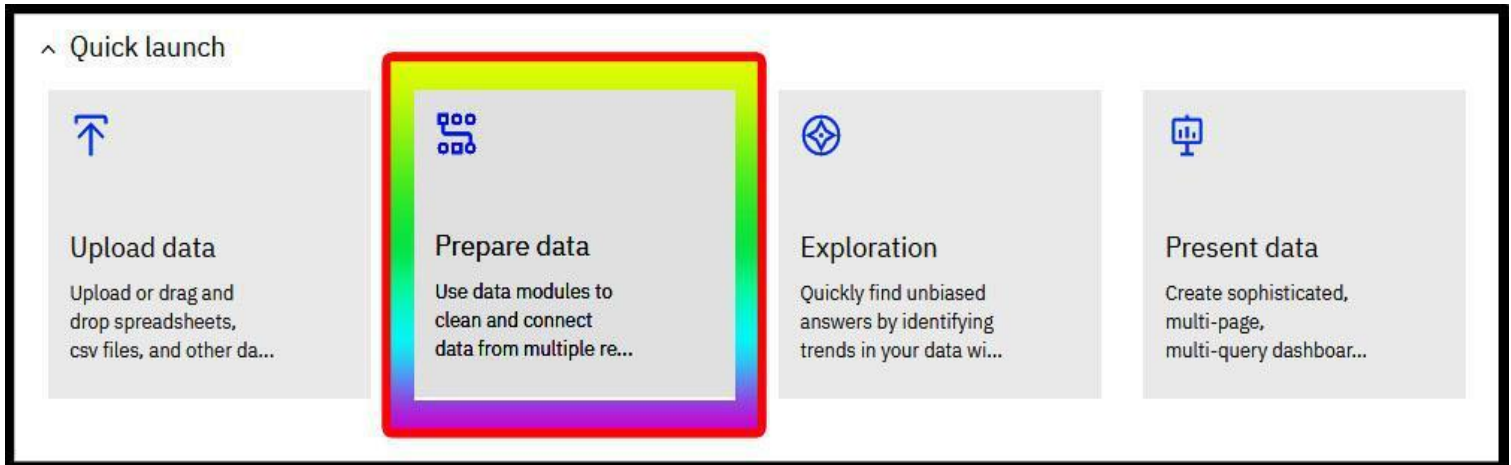 Quick launch
Upload data
Upload or drag and
drop spreadsheets,
csv files, and other da...
Prepare data
Use data modules to
clean and connect
data from multiple re...
Exploration
Quickly find unbiased
answers by identifying
trends in your data wi...
Present data
Create sophisticated,
multi-page,
multi-query dashboar...